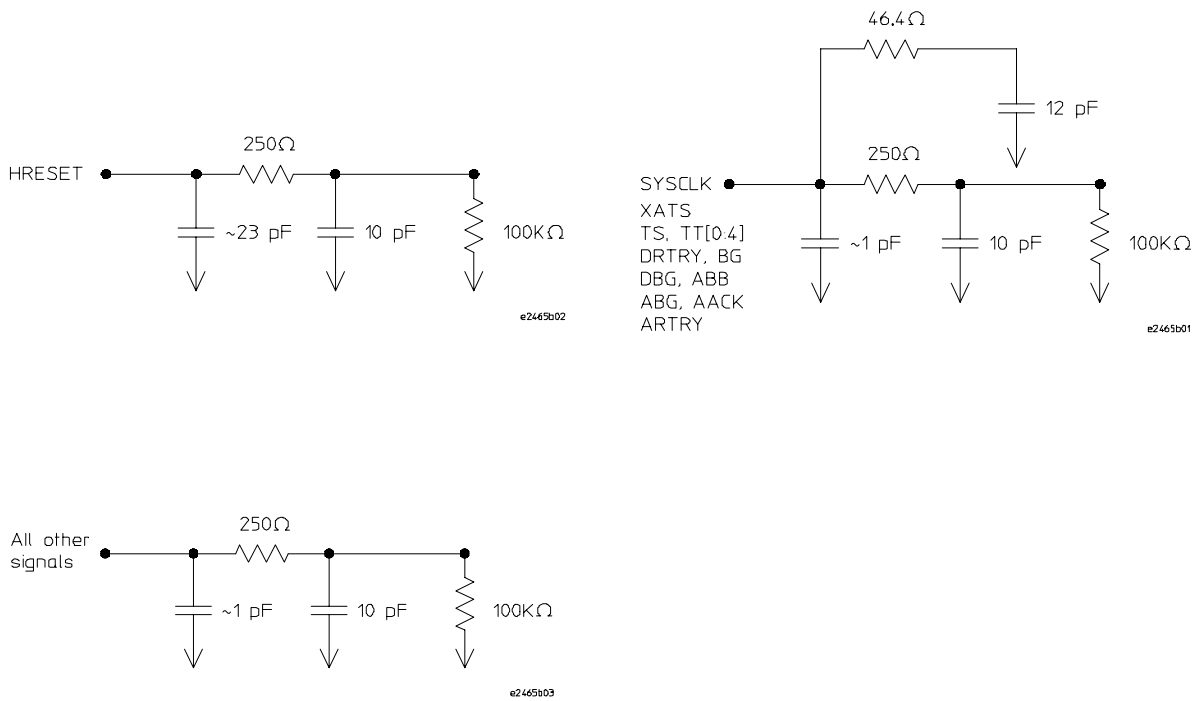 250Ω
HRESET
~23 pF
10 pF
100KΩ
e2465b02
46.4Ω
12 pF
250Ω
SYSCLK
XATS
TS, TT[0:4]
DRTRY, BG
DBG, ABB
ABG, AACK
ARTRY
~1 pF
10 pF
100KΩ
e2465b01
250Ω
All other
signals
~1 pF
10 pF
100KΩ
e2465b03